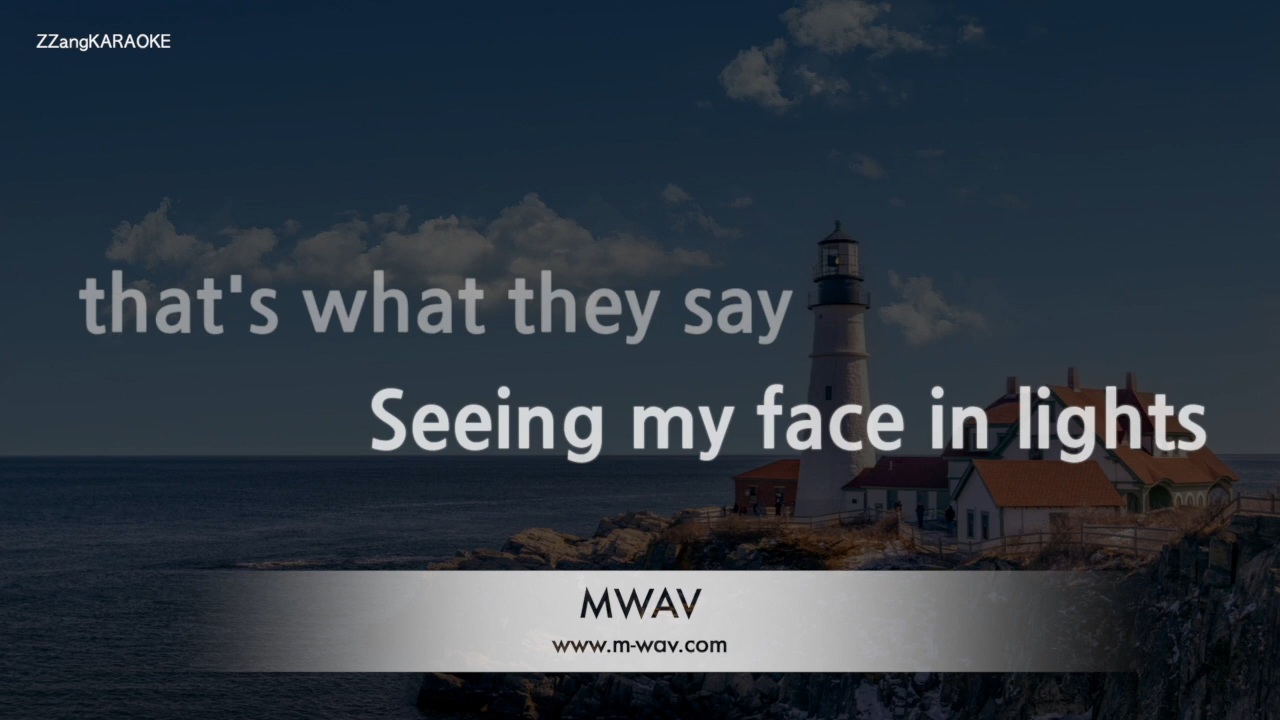 ZZangKARAOKE
that's what they say
Seeing my face in lights
MWAV
www.m-wav.com